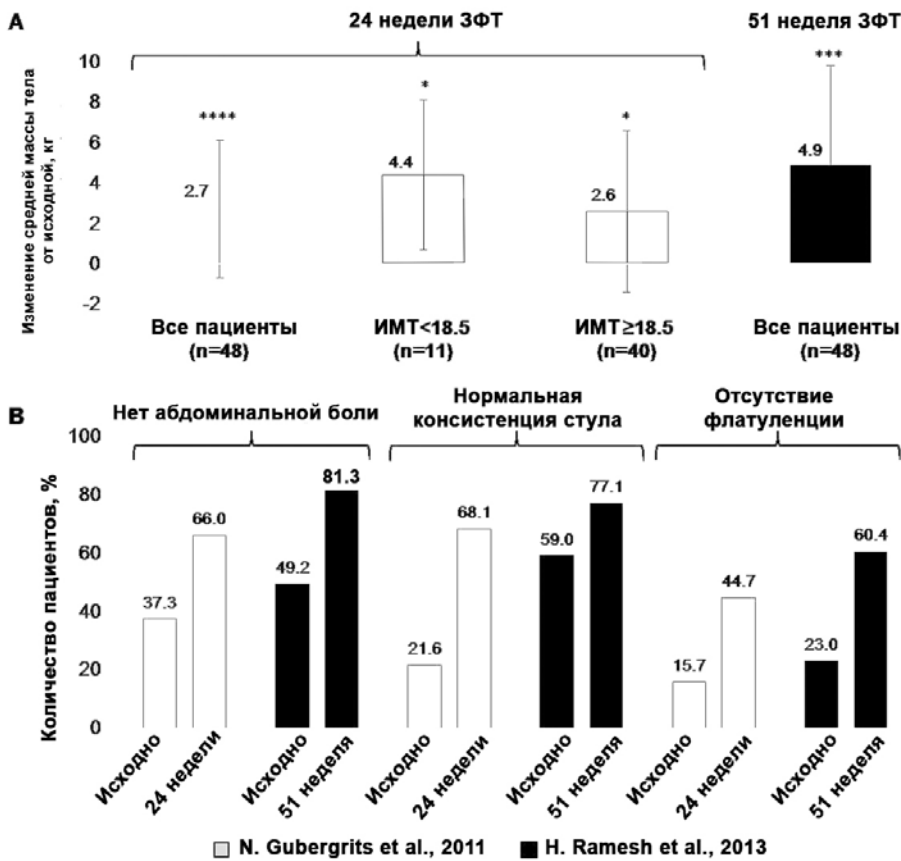 A
24 недели ЗФТ
51 неделя ЗФТ
Изменение средней массы тела
от исходной, кг
10
8
6
4
2
0
-2
****
2.7
*
4.4
*
2.6
***
4.9
Все пациенты
(n=48)
ИМТ<18.5
(n=11)
ИМТ≥18.5
(n=40)
Все пациенты
(n=48)
B
Нет абдоминальной боли
Нормальная
консистенция стула
Отсутствие
флатуленции
Количество пациентов, %
100
80
60
40
20
0
37.3
66.0
49.2
81.3
21.6
68.1
59.0
77.1
15.7
44.7
23.0
60.4
Исходно
24 недели
Исходно
51 неделя
Исходно
24 недели
Исходно
51 неделя
Исходно
24 недели
Исходно
51 неделя
N. Gubergrits et al., 2011
H. Ramesh et al., 2013